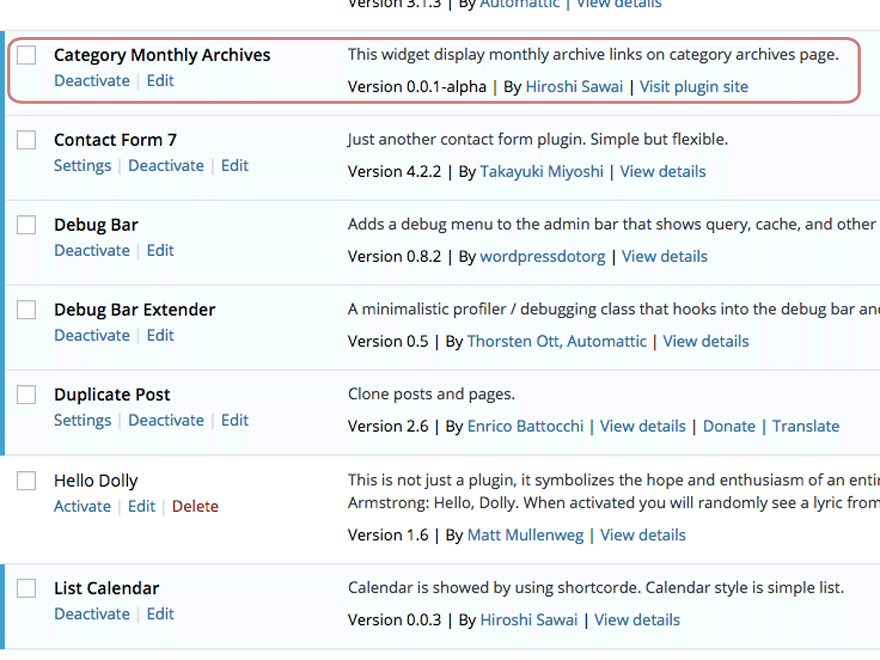 Version 3.1.3 | By Automattic | View details
Category Monthly Archives
This widget display monthly archive links on category archives page.
Deactivate | Edit
Version 0.0.1-alpha | By Hiroshi Sawai | Visit plugin site
Contact Form 7
Just another contact form plugin. Simple but flexible.
Settings | Deactivate | Edit
Version 4.2.2 | By Takayuki Miyoshi | View details
Debug Bar
Adds a debug menu to the admin bar that shows query, cache, and other
Deactivate | Edit
Version 0.8.2 | By wordpressdotorg | View details
Debug Bar Extender
A minimalistic profiler / debugging class that hooks into the debug bar and
Deactivate | Edit
Version 0.5 | By Thorsten Ott, Automattic | View details
Duplicate Post
Clone posts and pages.
Settings | Deactivate | Edit
Version 2.6 | By Enrico Battocchi | View details | Donate | Translate
Hello Dolly
This is not just a plugin, it symbolizes the hope and enthusiasm of an
Activate | Edit | Delete
Armstrong: Hello, Dolly. When activated you will randomly see a lyric from
Version 1.6 | By Matt Mullenweg | View details
List Calendar
Calendar is showed by using shortcorde. Calendar style is simple list.
Deactivate | Edit
Version 0.0.3 | By Hiroshi Sawai | View details